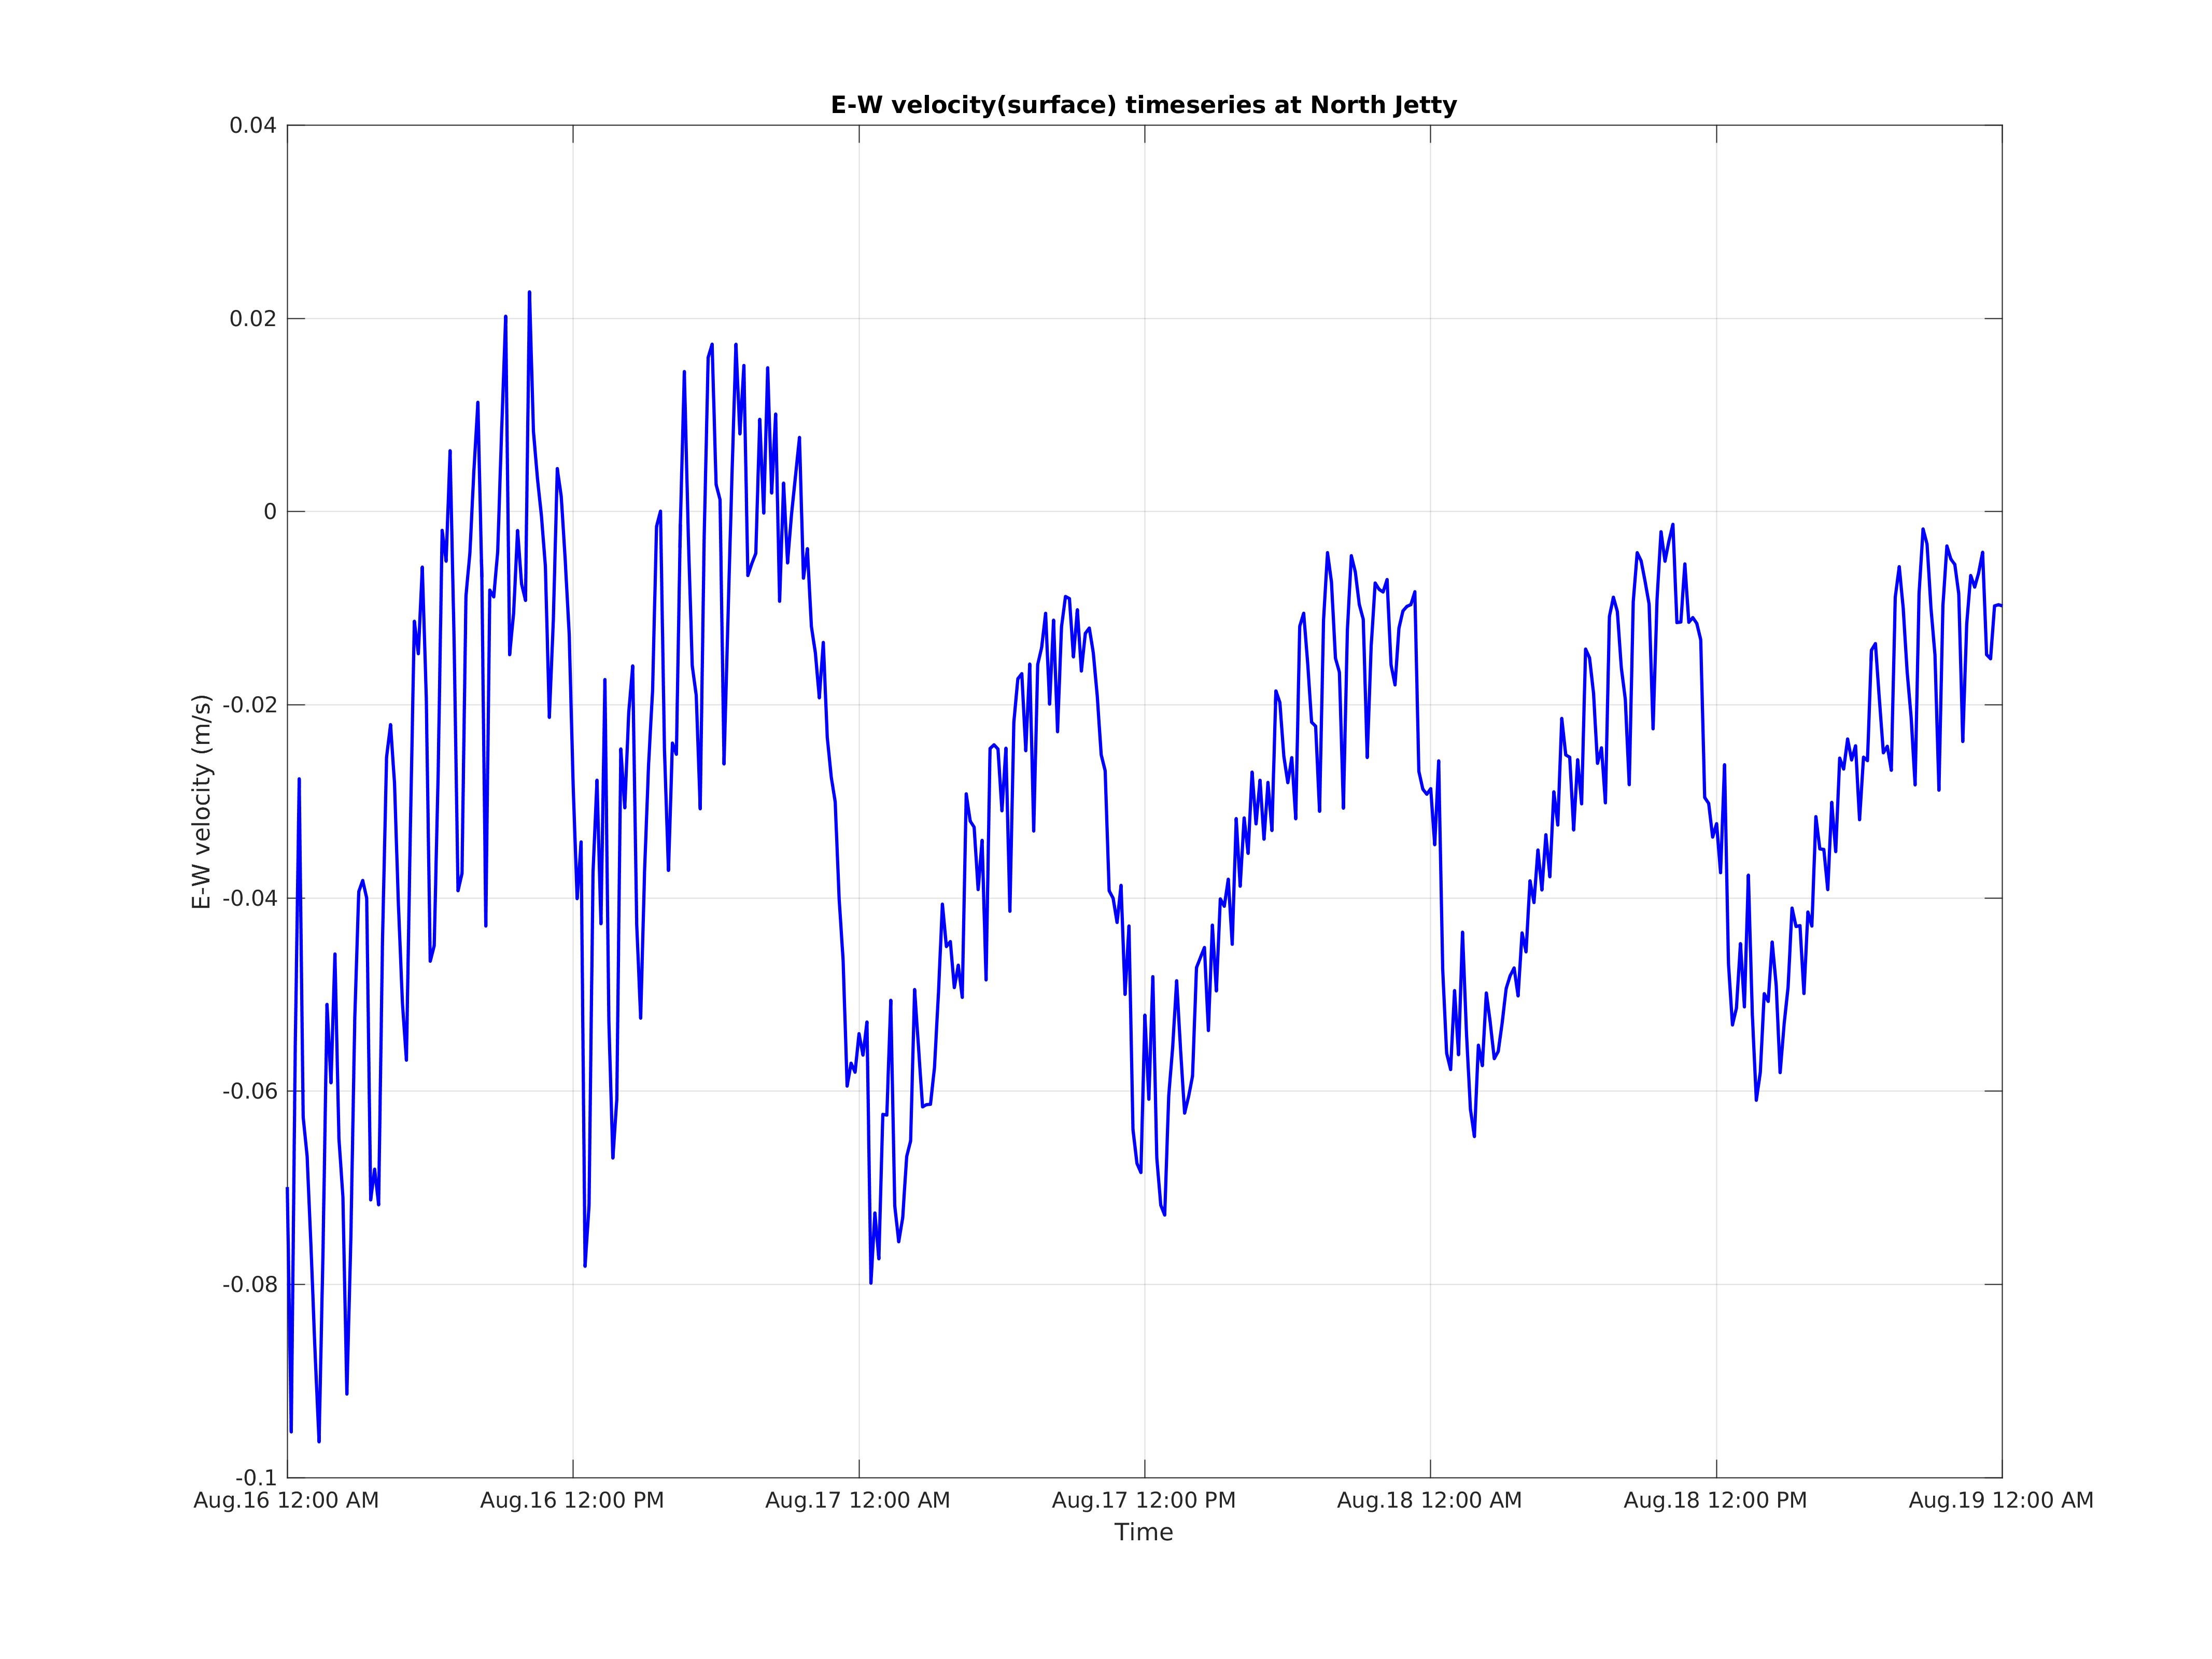 E-W velocity(surface) timeseries at North Jetty
0.04
0.02
0
-0.02
-0.04
-0.06
-0.08
-0.1
E-W velocity (m/s)
Aug.16 12:00 AM
Aug.16 12:00 PM
Aug.17 12:00 AM
Aug.17 12:00 PM
Aug.18 12:00 AM
Aug.18 12:00 PM
Aug.19 12:00 AM
Time